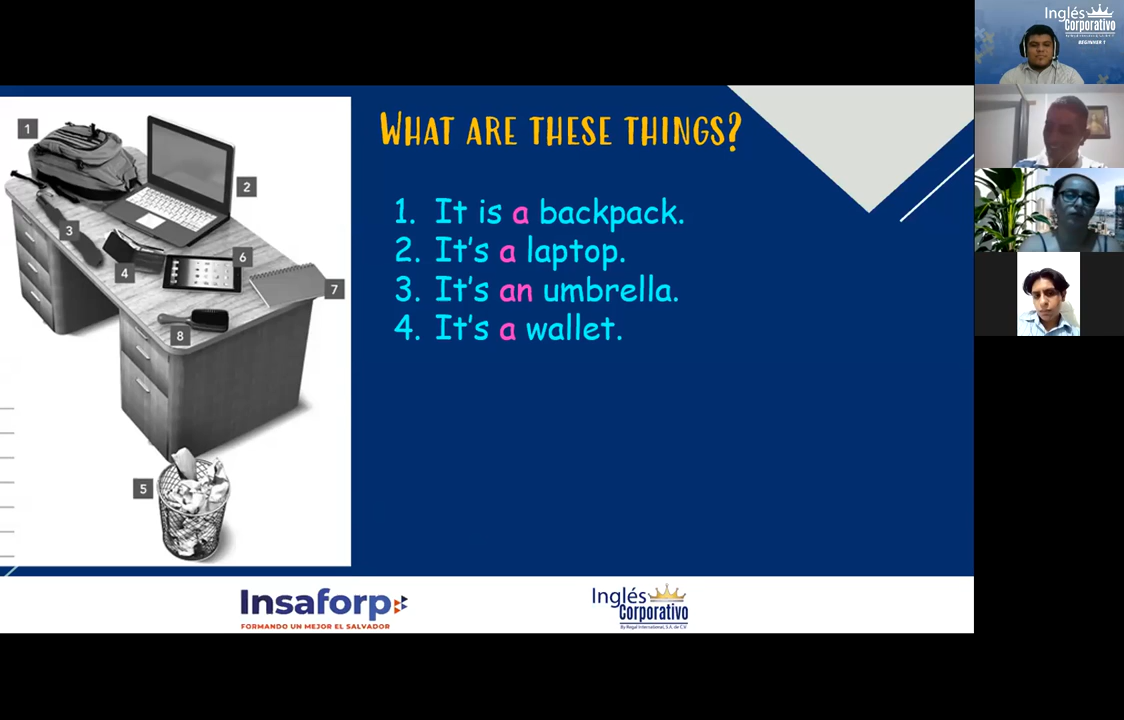 WHAT ARE THESE THINGS?
1. It is a backpack.
2. It's a laptop.
3. It's an umbrella.
4. It's a wallet.
1
2
3
4
6
7
8
5
Insaforp
FORMANDO UN MEJOR EL SALVADOR
Inglés
Corporativo
By Regal International, S.A. de C.V.
Inglés
Corporativo
BEGINNER 1